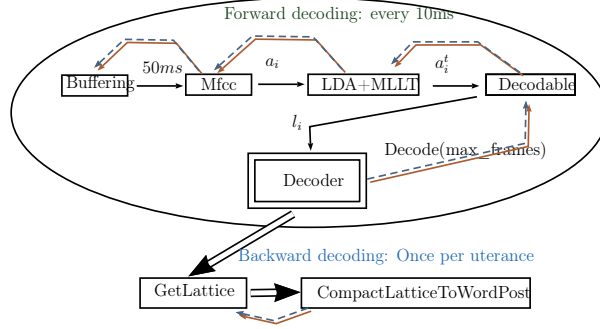 Forward decoding: every 10ms
Buffering
50ms
Mfcc
a_i
LDA+MLLT
a_i^t
Decodable
l_i
Decode(max_frames)
Decoder
Backward decoding: Once per uterance
GetLattice
CompactLatticeToWordPost